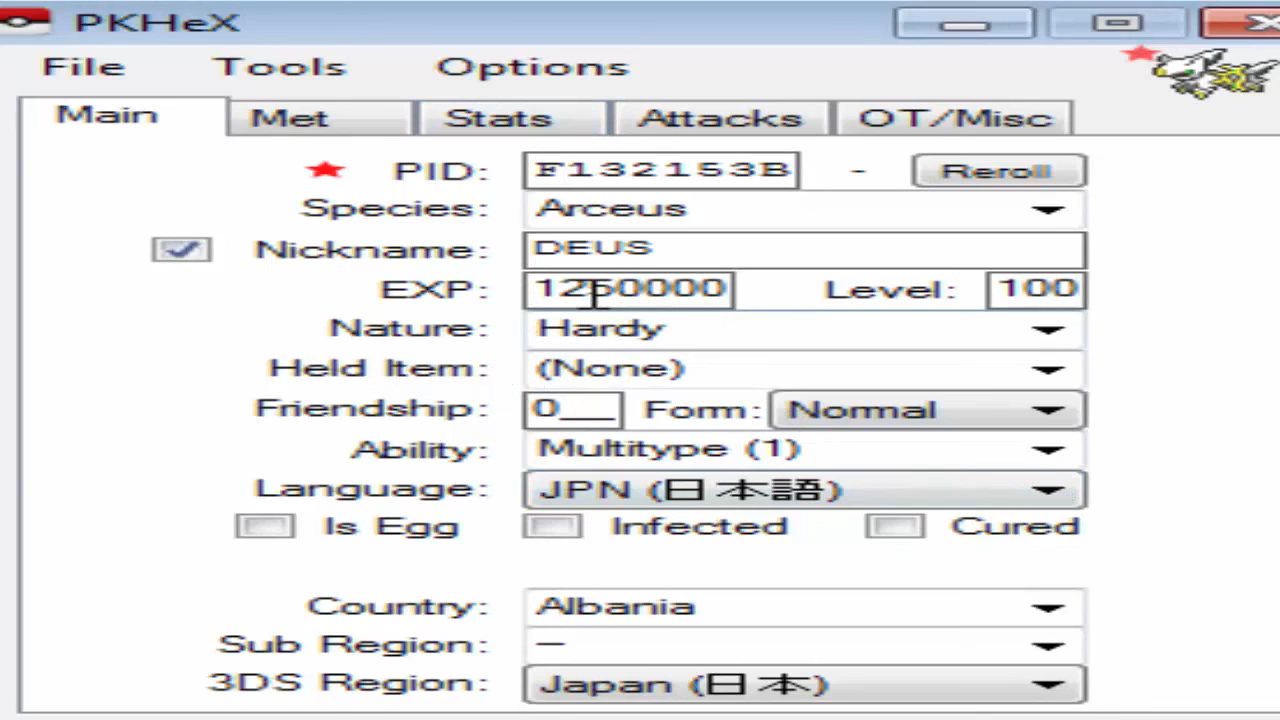 PKHeX
File Tools Options
Main Met Stats Attacks OT/Misc
PID: F132153B - Reroll
Species: Arceus
Nickname: DEUS
EXP: 1250000 Level: 100
Nature: Hardy
Held Item: (None)
Friendship: 0__ Form: Normal
Ability: Multitype (1)
Language: JPN (日本語)
Is Egg Infected Cured
Country: Albania
Sub Region: —
3DS Region: Japan (日本)